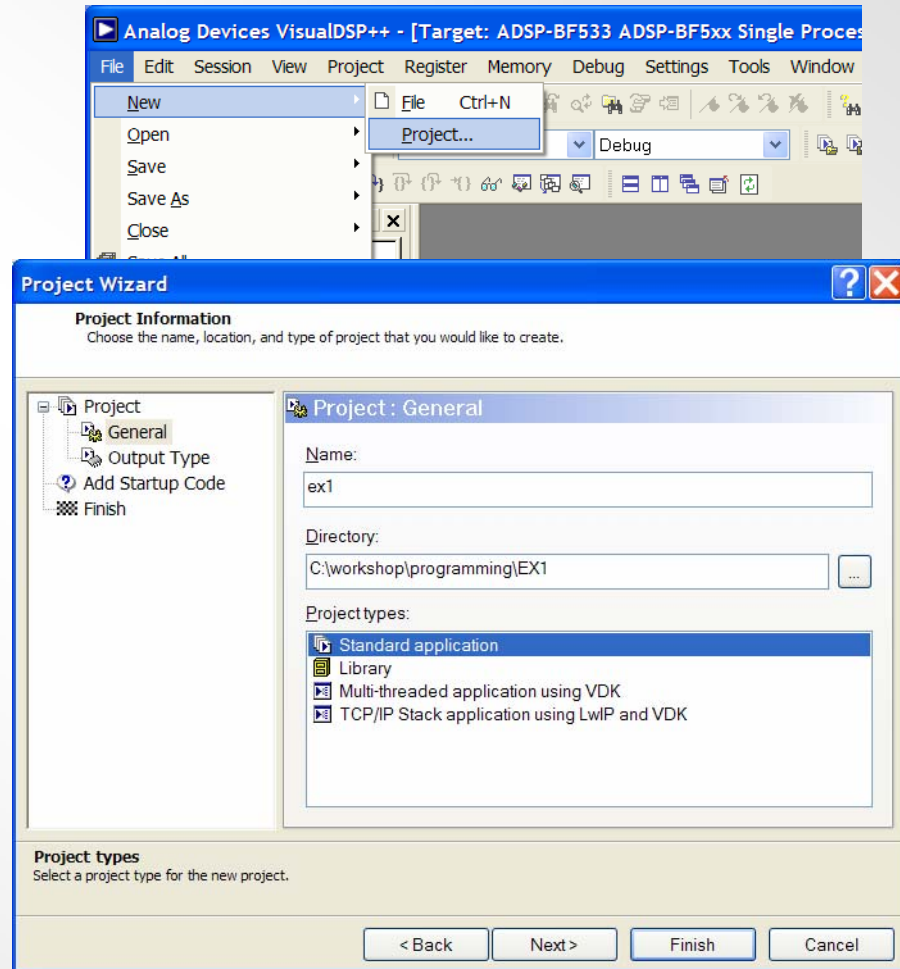 Analog Devices VisualDSP++ - [Target: ADSP-BF533 ADSP-BF5xx Single Proces
File Edit Session View Project Register Memory Debug Settings Tools Window
New
File Ctrl+N
Open
Project...
Debug
Save
Save As
Close
Project Wizard
Project Information
Choose the name, location, and type of project that you would like to create.
Project
General
Output Type
Add Startup Code
Finish
Project : General
Name:
ex1
Directory:
C:\workshop\programming\EX1
...
Project types:
Standard application
Library
Multi-threaded application using VDK
TCP/IP Stack application using LwIP and VDK
Project types
Select a project type for the new project.
< Back
Next >
Finish
Cancel